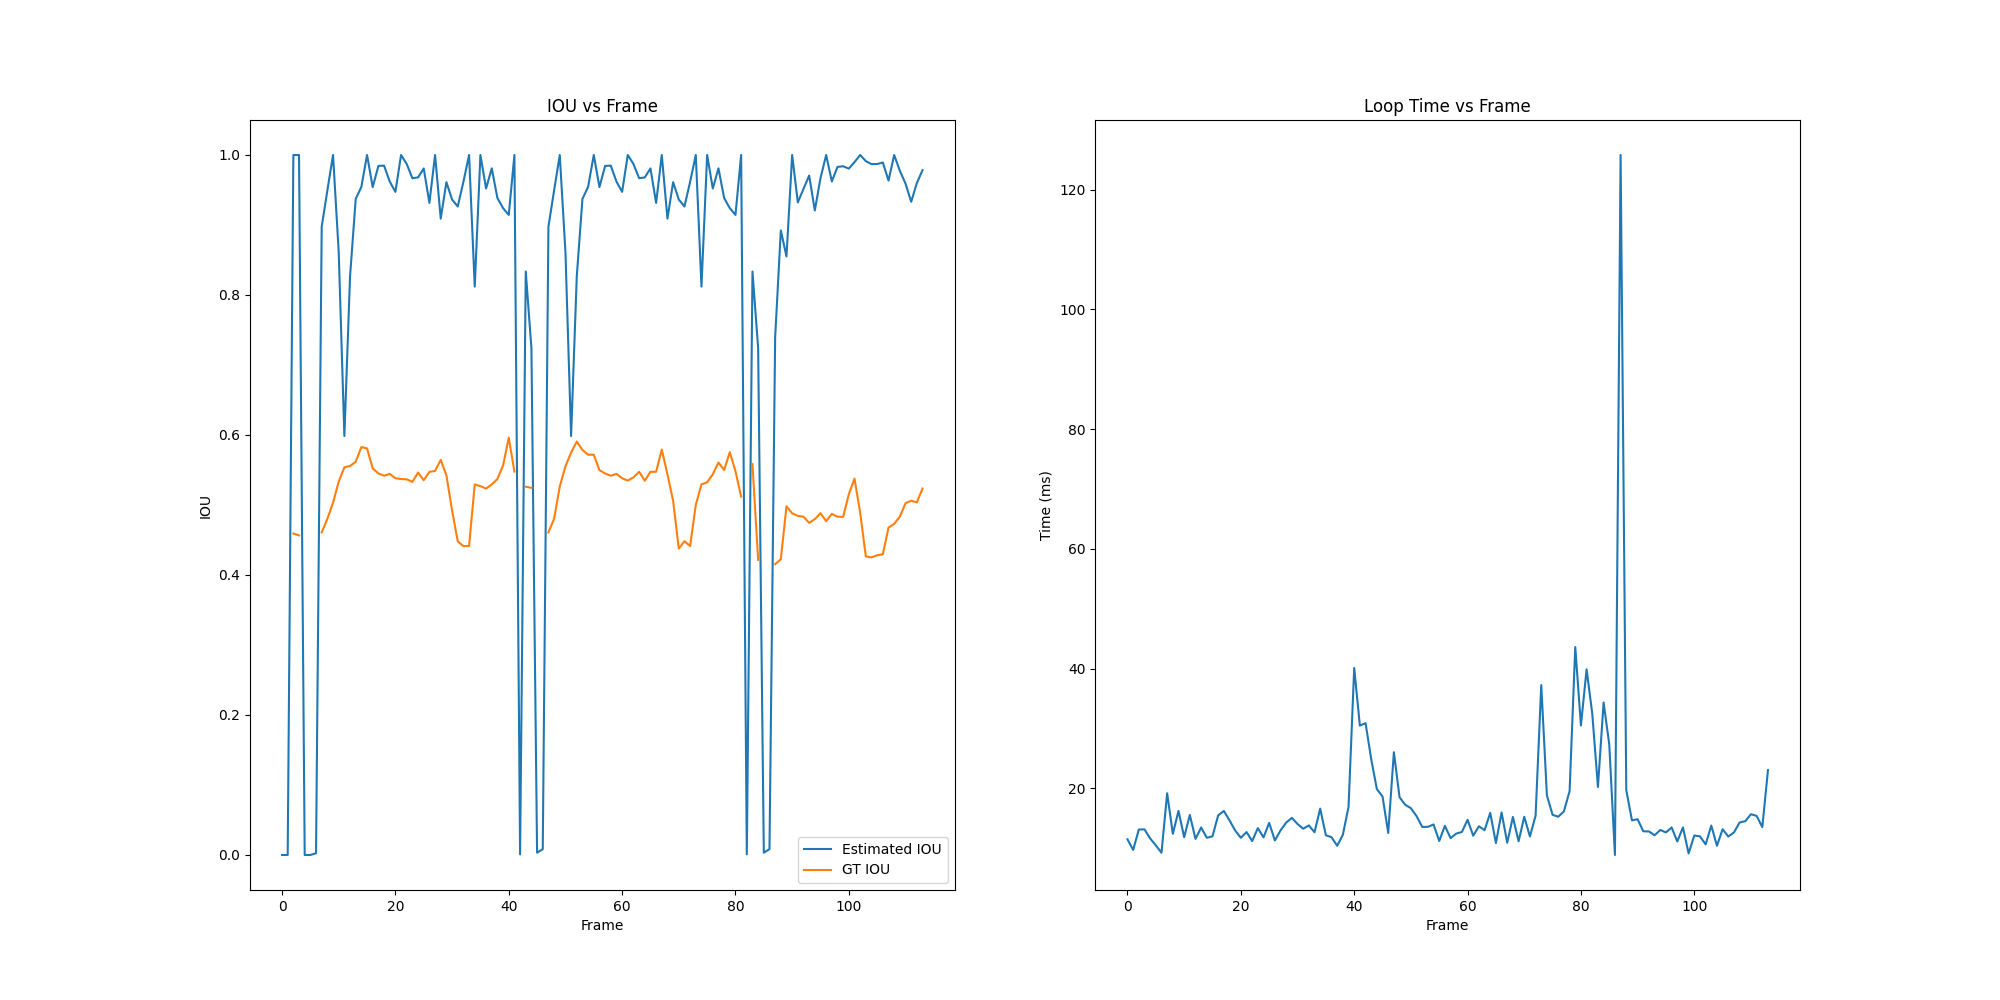 IOU vs Frame
1.0
0.8
0.6
0.4
0.2
0.0
IOU
0 20 40 60 80 100
Frame
Estimated IOU
GT IOU
Loop Time vs Frame
120
100
80
60
40
20
Time (ms)
0 20 40 60 80 100
Frame